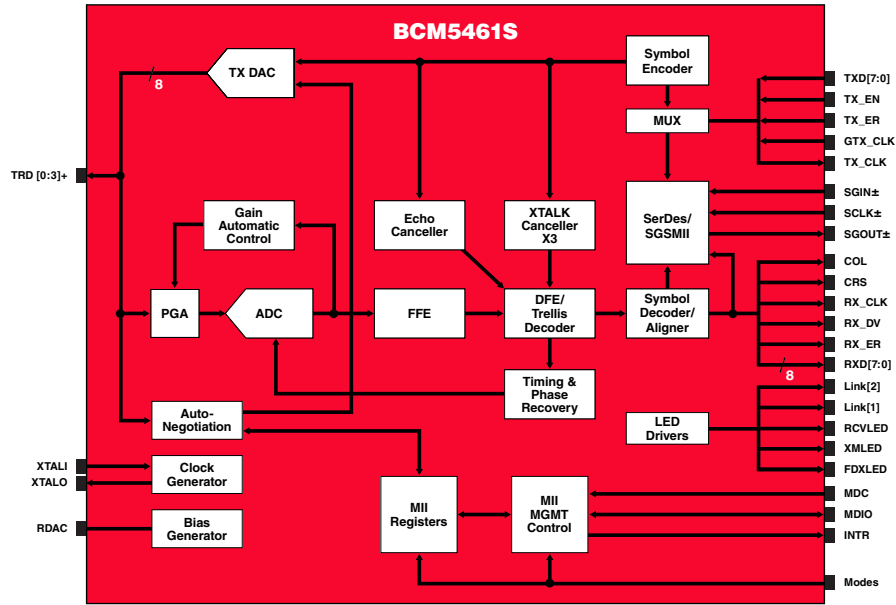 BCM5461S
TX DAC
8
Symbol
Encoder
MUX
TXD[7:0]
TX_EN
TX_ER
GTX_CLK
TX_CLK
TRD [0:3]+
Gain
Automatic
Control
Echo
Canceller
XTALK
Canceller
X3
SerDes/
SGSMII
SGIN±
SCLK±
SGOUT±
PGA
ADC
FFE
DFE/
Trellis
Decoder
Symbol
Decoder/
Aligner
COL
CRS
RX_CLK
RX_DV
RX_ER
RXD[7:0]
8
Timing &
Phase
Recovery
Auto-
Negotiation
LED
Drivers
Link[2]
Link[1]
RCVLED
XMLED
FDXLED
XTALI
XTALO
Clock
Generator
MII
Registers
MII
MGMT
Control
MDC
MDIO
INTR
RDAC
Bias
Generator
Modes